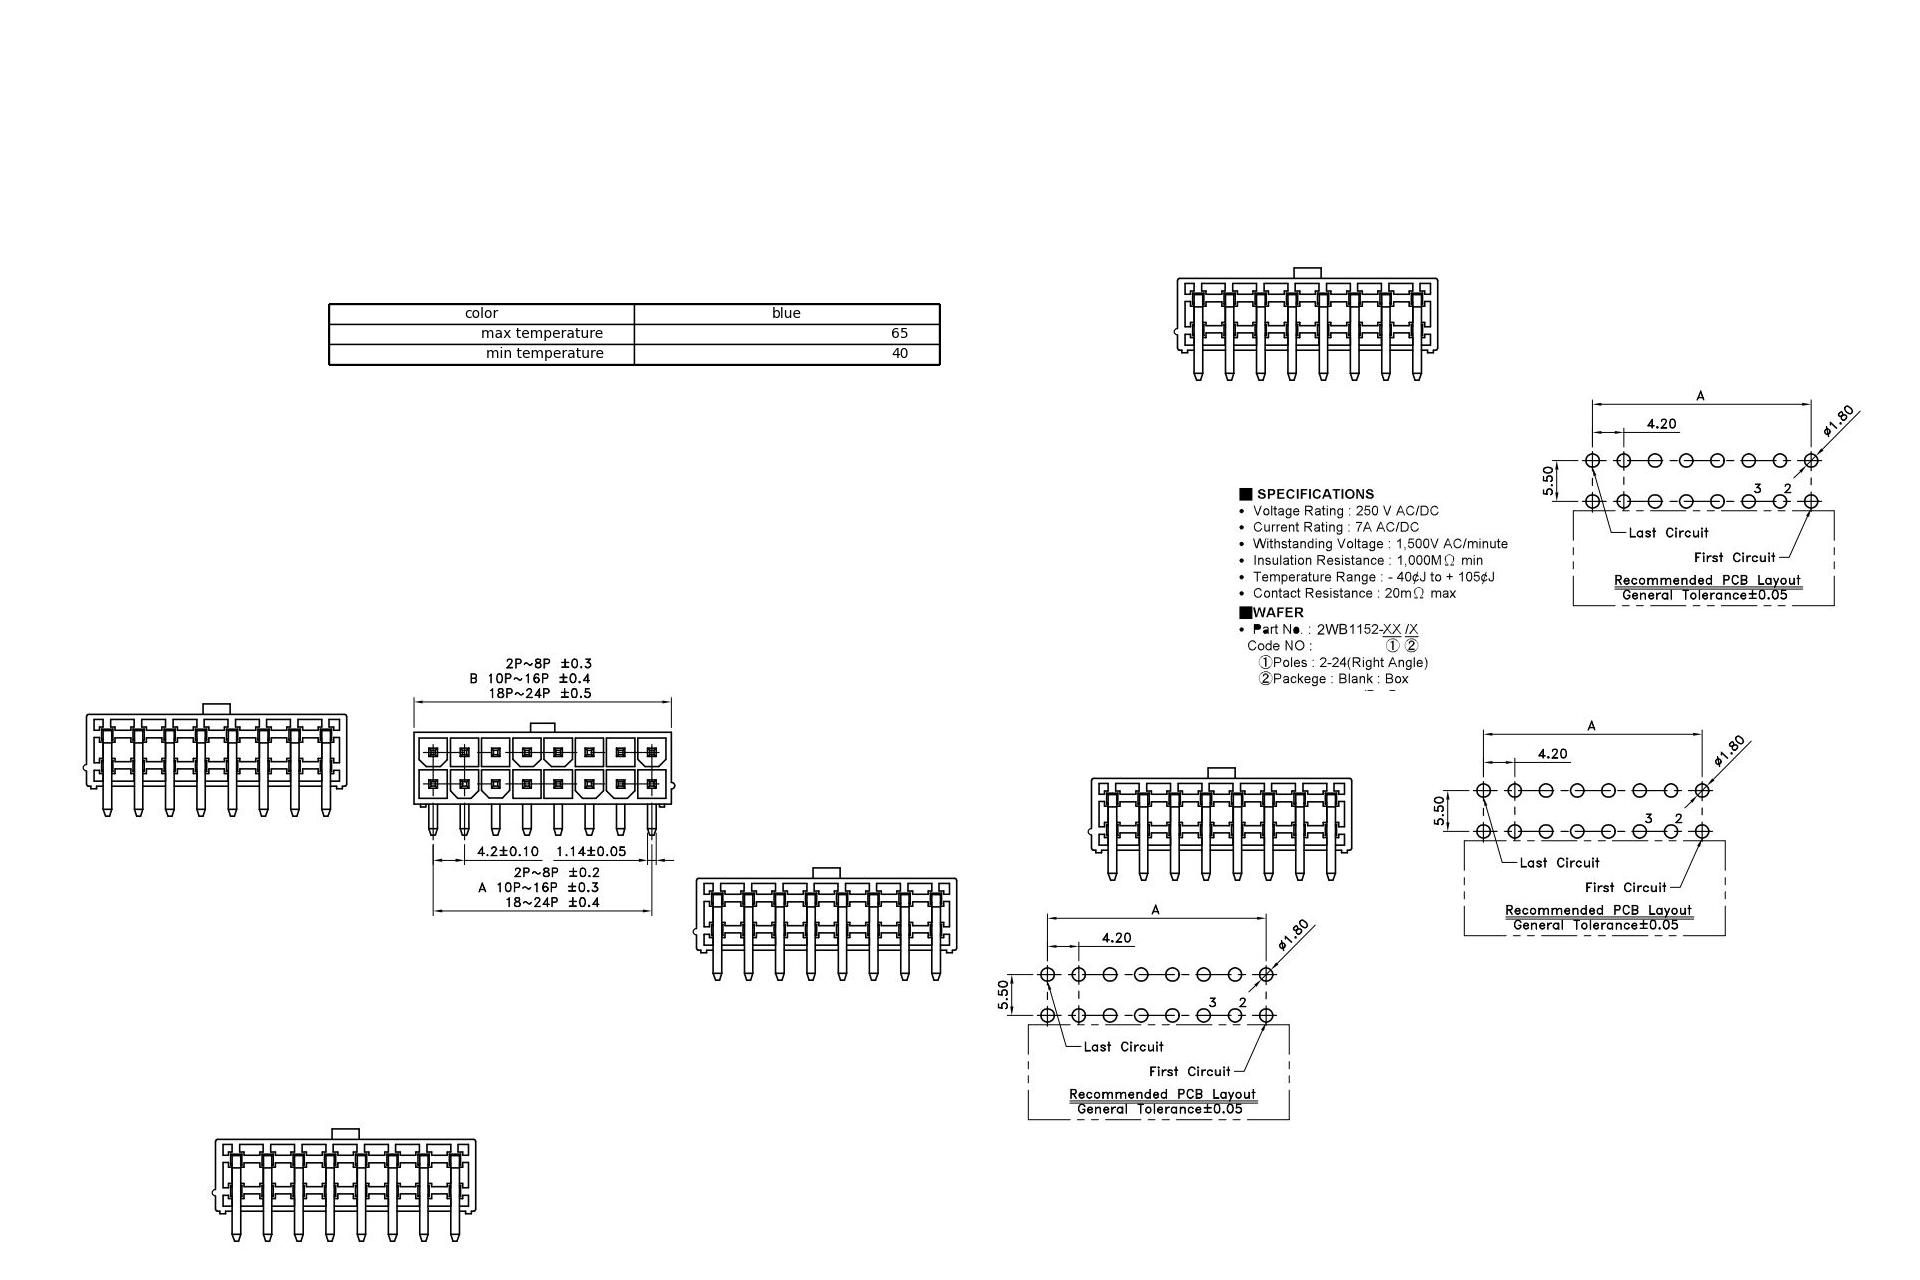 color blue
max temperature 65
min temperature 40
A
4.20
ø1.80
5.50
3 2
Last Circuit
First Circuit
Recommended PCB Layout
General Tolerance±0.05
■ SPECIFICATIONS
• Voltage Rating : 250 V AC/DC
• Current Rating : 7A AC/DC
• Withstanding Voltage : 1,500V AC/minute
• Insulation Resistance : 1,000MΩ min
• Temperature Range : - 40¢J to + 105¢J
• Contact Resistance : 20mΩ max
■WAFER
• Part No. : 2WB1152-XX /X
Code NO : ① ②
①Poles : 2-24(Right Angle)
②Packege : Blank : Box
2P~8P ±0.3
B 10P~16P ±0.4
18P~24P ±0.5
4.2±0.10 1.14±0.05
2P~8P ±0.2
A 10P~16P ±0.3
18~24P ±0.4
A
4.20
ø1.80
5.50
3 2
Last Circuit
First Circuit
Recommended PCB Layout
General Tolerance±0.05
A
4.20
ø1.80
5.50
3 2
Last Circuit
First Circuit
Recommended PCB Layout
General Tolerance±0.05